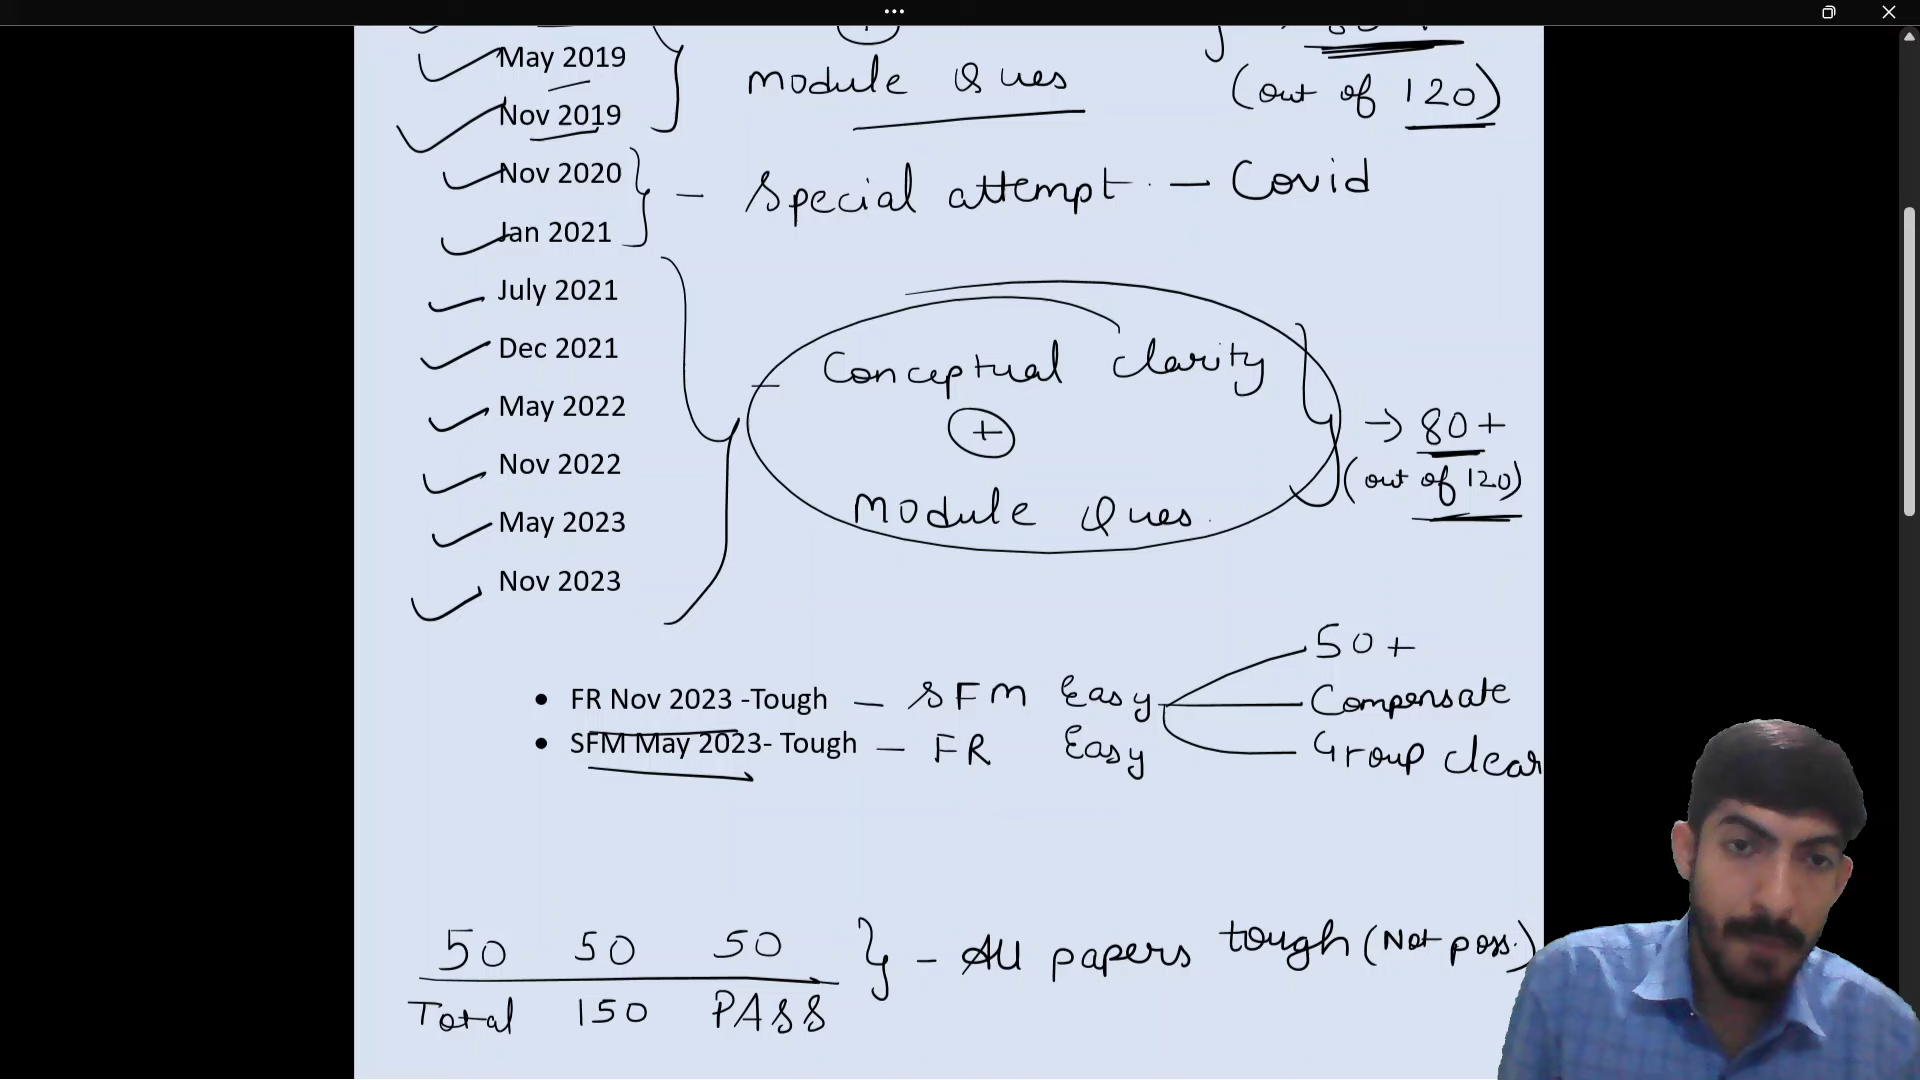 May 2019
module Ques
(out of 120)
Nov 2019
Nov 2020
- Special attempt - Covid
Jan 2021
July 2021
Dec 2021
Conceptual clarity
May 2022
+
→ 80+
Nov 2022
(out of 120)
May 2023
Module Ques.
Nov 2023
50+
• FR Nov 2023 -Tough - SFM Easy
Compensate
• SFM May 2023- Tough - FR Easy
Group clear
50 50 50 } - All papers tough (Not poss.)
Total 150 PASS